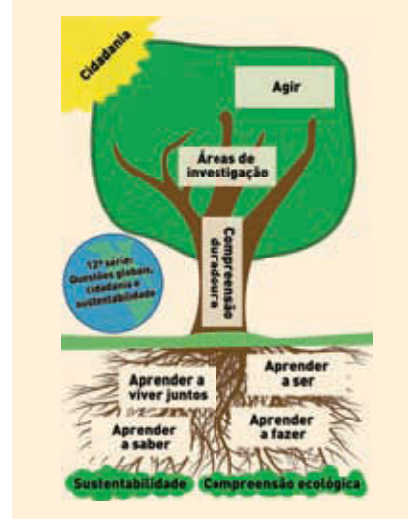 Cidadania
Agir
Áreas de
investigação
Compreensão
duradoura
12ª série:
Questões globais,
cidadania e
sustentabilidade
Aprender a
viver juntos
Aprender
a ser
Aprender
a saber
Aprender
a fazer
Sustentabilidade
Compreensão ecológica